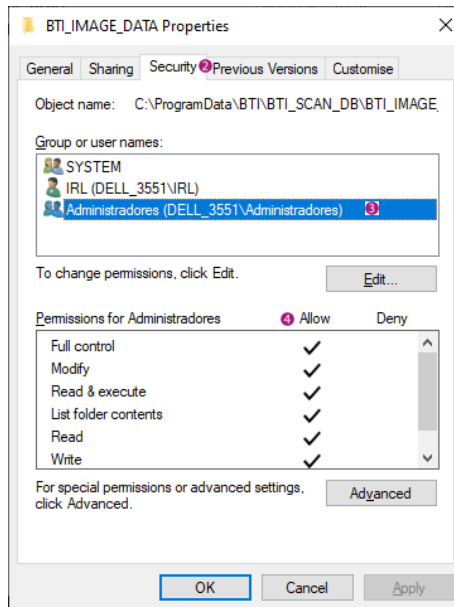 BTI_IMAGE_DATA Properties
General Sharing Security 2 Previous Versions Customise
Object name: C:\ProgramData\BTI\BTI_SCAN_DB\BTI_IMAGE_
Group or user names:
SYSTEM
IRL (DELL_3551\IRL)
Administradores (DELL_3551\Administradores) 3
To change permissions, click Edit.
Edit...
Permissions for Administradores 4 Allow Deny
Full control
Modify
Read & execute
List folder contents
Read
Write
For special permissions or advanced settings,
click Advanced.
Advanced
OK Cancel Apply